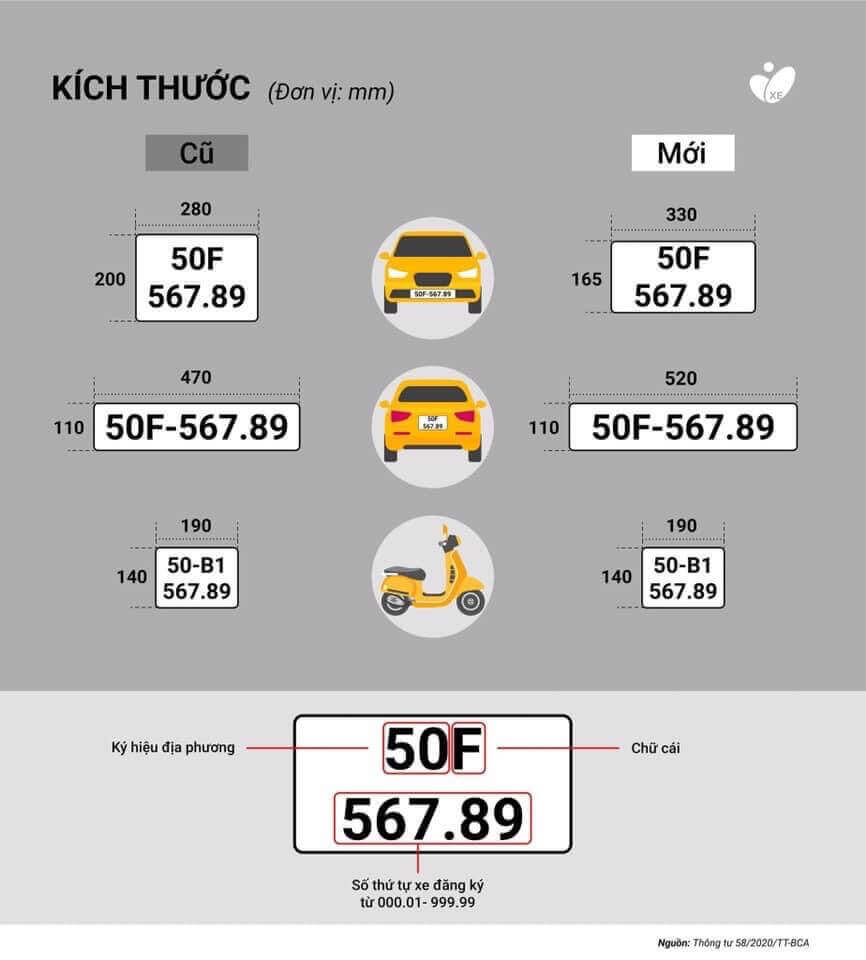 KÍCH THƯỚC (Đơn vị: mm)
XE
Cũ
Mới
280
200
50F
567.89
50F-567.89
330
165
50F
567.89
470
110
50F-567.89
50F
567.89
520
110
50F-567.89
190
140
50-B1
567.89
190
140
50-B1
567.89
Ký hiệu địa phương
50F
Chữ cái
567.89
Số thứ tự xe đăng ký
từ 000.01- 999.99
Nguồn: Thông tư 58/2020/TT-BCA